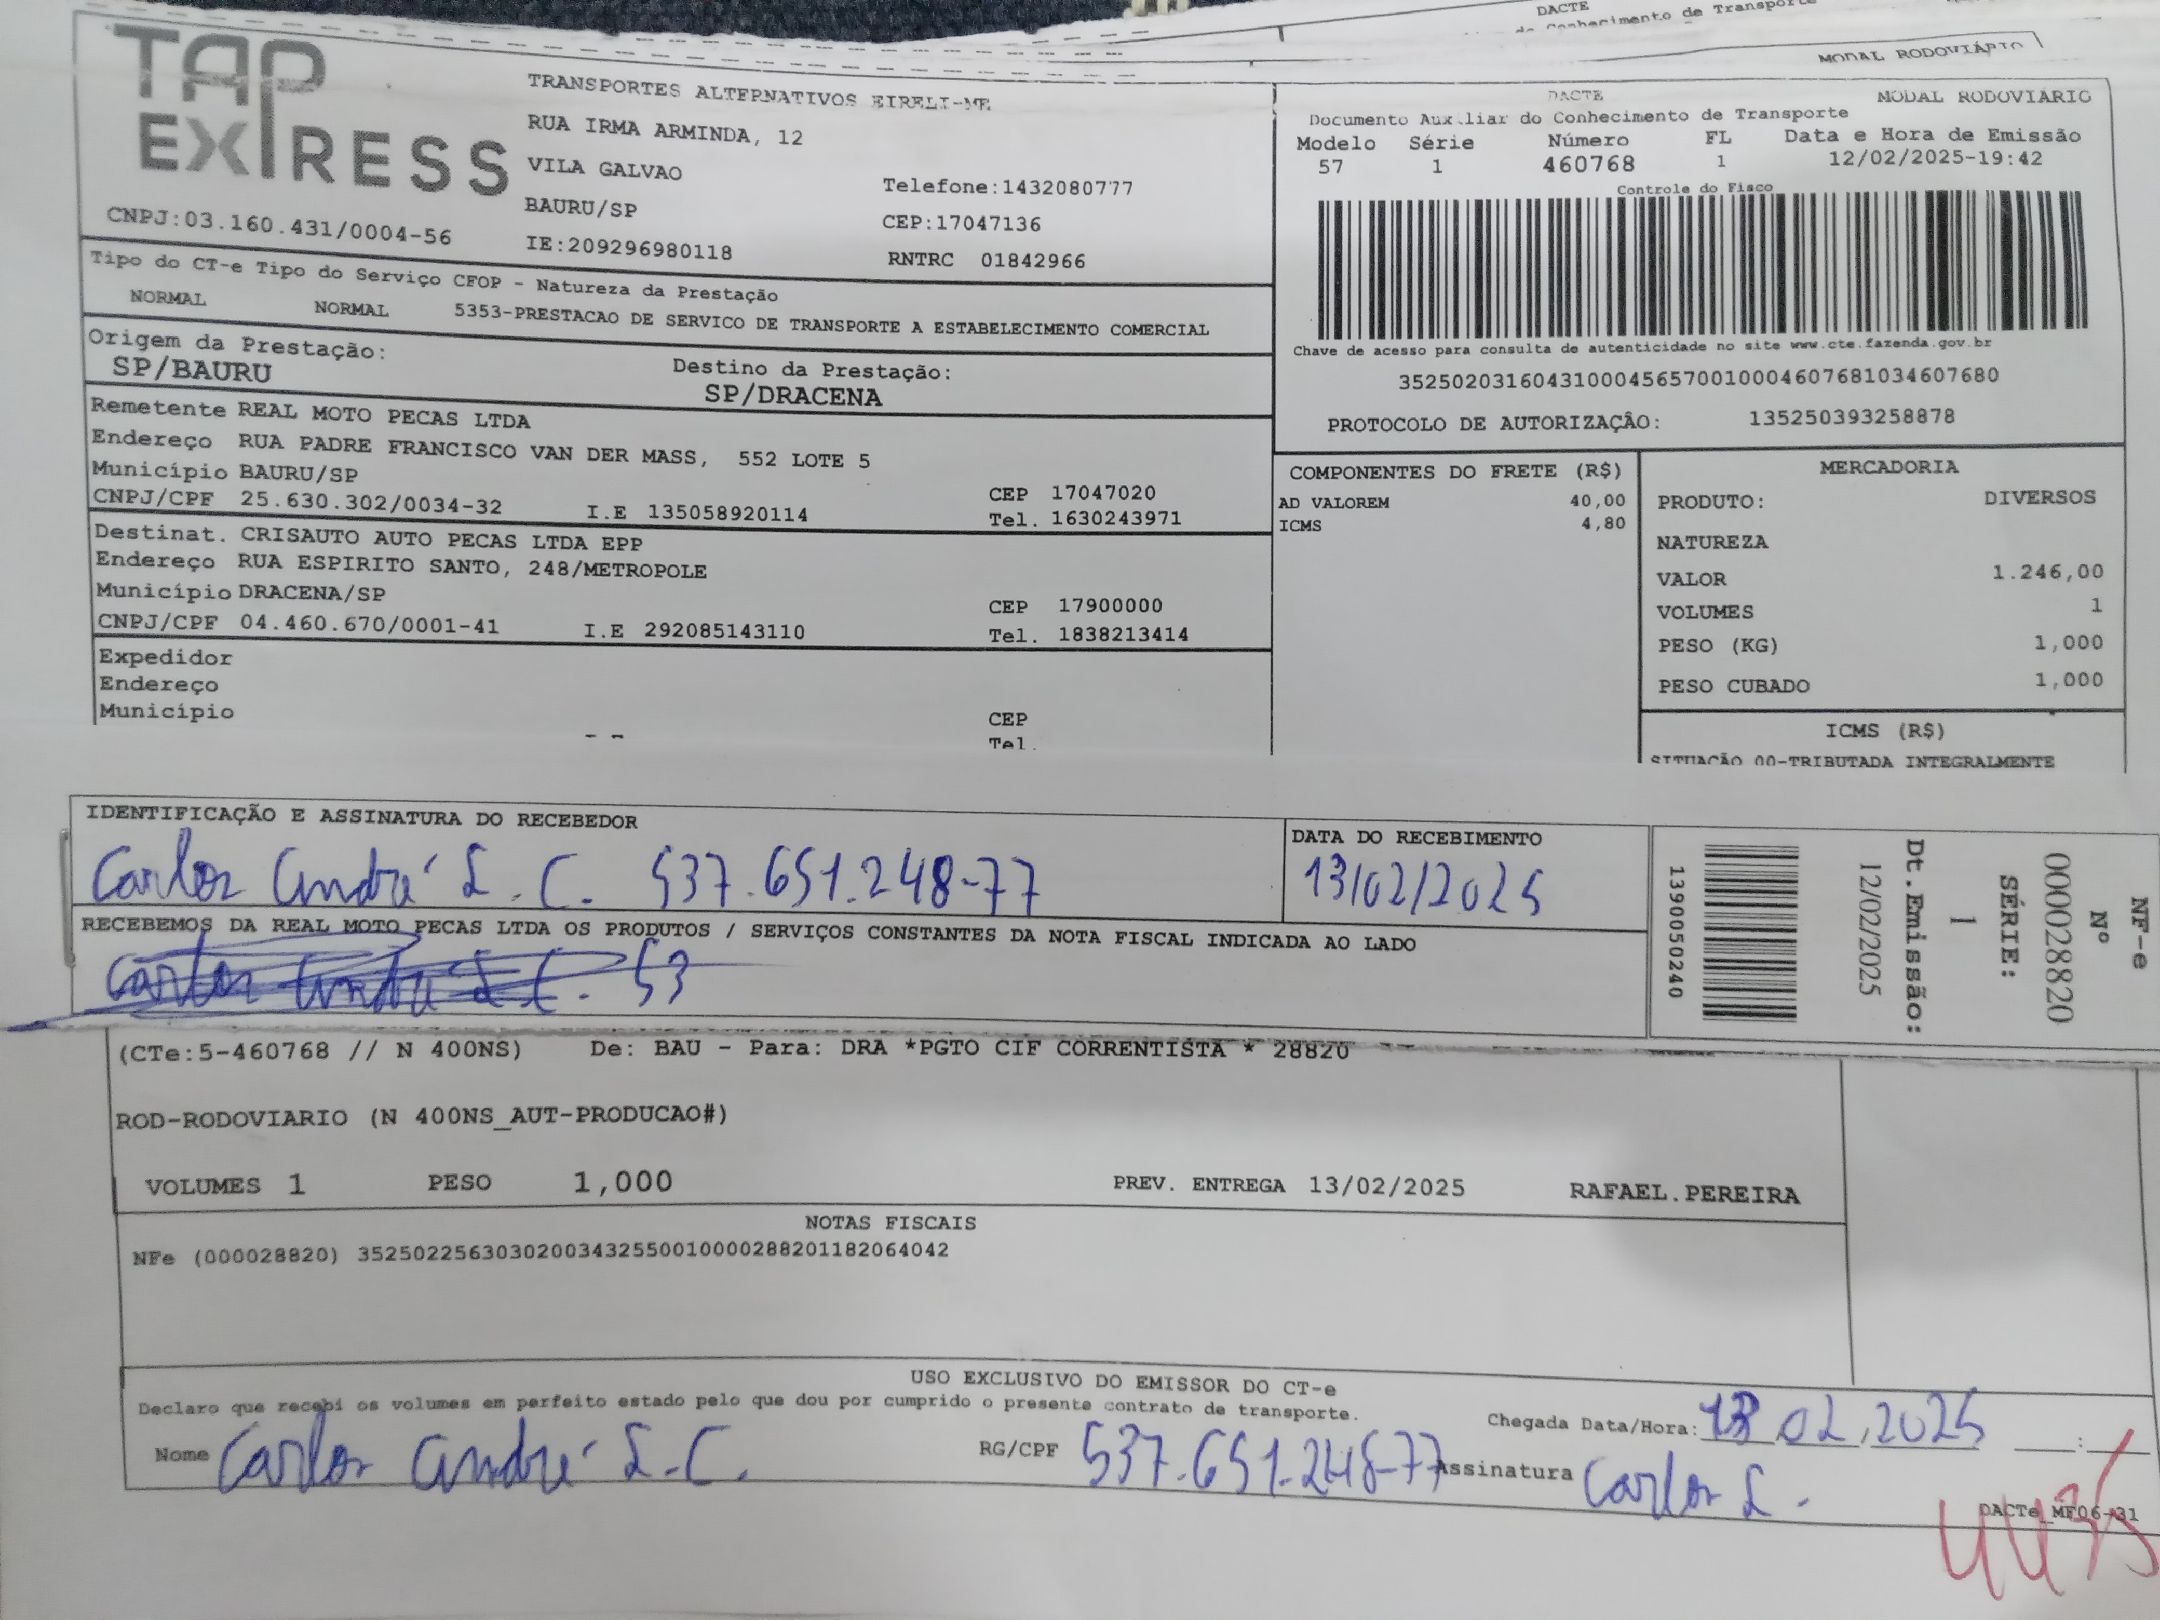 DACTE
de Conhecimento de Transporte
MODAL RODOVIÁRIO
TAP EXPRESS
TRANSPORTES ALTERNATIVOS EIRELI-ME
RUA IRMA ARMINDA, 12
VILA GALVAO
Telefone:1432080777
BAURU/SP
CEP:17047136
CNPJ:03.160.431/0004-56
IE:209296980118
RNTRC 01842966
DACTE MODAL RODOVIÁRIO
Documento Auxiliar do Conhecimento de Transporte
Modelo Série Número FL Data e Hora de Emissão
57 1 460768 1 12/02/2025-19:42
Controle do Fisco
Chave de acesso para consulta de autenticidade no site www.cte.fazenda.gov.br
35250203160431000456570010004607681034607680
PROTOCOLO DE AUTORIZAÇÃO: 135250393258878
Tipo do CT-e Tipo do Serviço CFOP - Natureza da Prestação
NORMAL NORMAL 5353-PRESTACAO DE SERVICO DE TRANSPORTE A ESTABELECIMENTO COMERCIAL
Origem da Prestação: Destino da Prestação:
SP/BAURU SP/DRACENA
Remetente REAL MOTO PECAS LTDA
Endereço RUA PADRE FRANCISCO VAN DER MASS, 552 LOTE 5
Município BAURU/SP CEP 17047020
CNPJ/CPF 25.630.302/0034-32 I.E 135058920114 Tel. 1630243971
Destinat. CRISAUTO AUTO PECAS LTDA EPP
Endereço RUA ESPIRITO SANTO, 248/METROPOLE
Município DRACENA/SP CEP 17900000
CNPJ/CPF 04.460.670/0001-41 I.E 292085143110 Tel. 1838213414
Expedidor
Endereço
Município CEP
Tel.
COMPONENTES DO FRETE (R$)
AD VALOREM 40,00
ICMS 4,80
MERCADORIA
PRODUTO: DIVERSOS
NATUREZA
VALOR 1.246,00
VOLUMES 1
PESO (KG) 1,000
PESO CUBADO 1,000
ICMS (R$)
SITUAÇÃO 00-TRIBUTADA INTEGRALMENTE
IDENTIFICAÇÃO E ASSINATURA DO RECEBEDOR
Carlos André L. C. 537.651.248-77
DATA DO RECEBIMENTO
13/02/2025
RECEBEMOS DA REAL MOTO PECAS LTDA OS PRODUTOS / SERVIÇOS CONSTANTES DA NOTA FISCAL INDICADA AO LADO
Carlos André L C. 53
NF-e
Nº
000028820
SÉRIE:
1
Dt.Emissão:
12/02/2025
1390050240
(CTe:5-460768 // N 400NS) De: BAU - Para: DRA *PGTO CIF CORRENTISTA * 28820
ROD-RODOVIARIO (N 400NS_AUT-PRODUCAO#)
VOLUMES 1 PESO 1,000 PREV. ENTREGA 13/02/2025 RAFAEL.PEREIRA
NOTAS FISCAIS
NFe (000028820) 35250225630302003432550010000288201182064042
USO EXCLUSIVO DO EMISSOR DO CT-e
Declaro que recebi os volumes em perfeito estado pelo que dou por cumprido o presente contrato de transporte.
Chegada Data/Hora: 13 02.2025 :
Nome Carlos André L.C. RG/CPF 537.651.248-77 Assinatura Carlos L.
DACTe_MF06-31